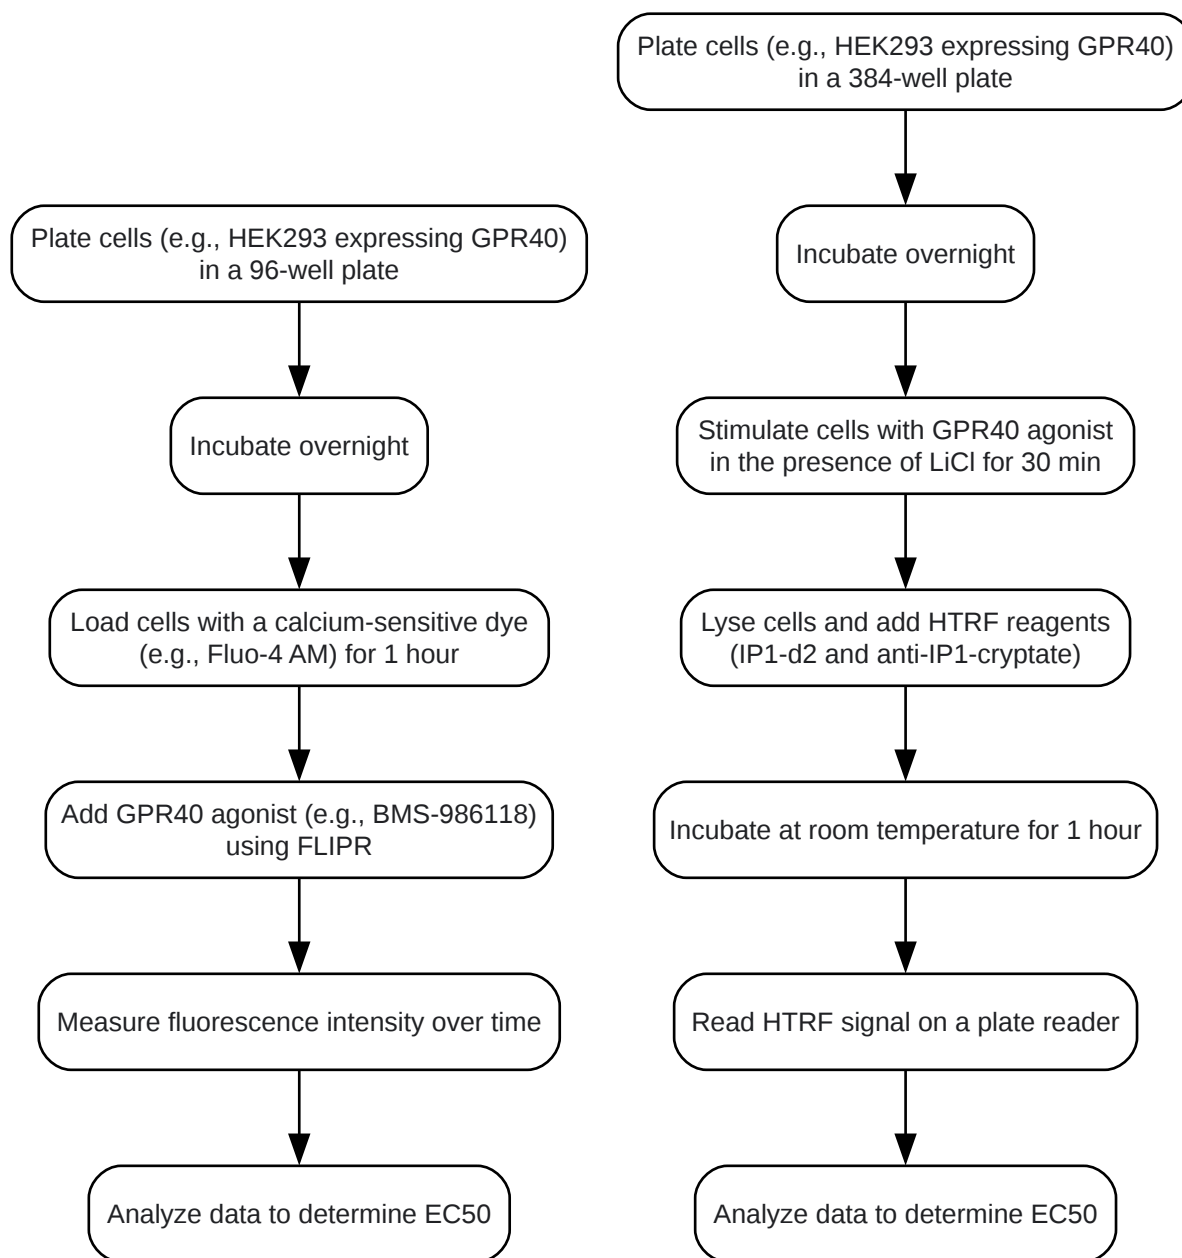 Plate cells (e.g., HEK293 expressing GPR40)
in a 96-well plate
Incubate overnight
Load cells with a calcium-sensitive dye
(e.g., Fluo-4 AM) for 1 hour
Add GPR40 agonist (e.g., BMS-986118)
using FLIPR
Measure fluorescence intensity over time
Analyze data to determine EC50
Plate cells (e.g., HEK293 expressing GPR40)
in a 384-well plate
Incubate overnight
Stimulate cells with GPR40 agonist
in the presence of LiCl for 30 min
Lyse cells and add HTRF reagents
(IP1-d2 and anti-IP1-cryptate)
Incubate at room temperature for 1 hour
Read HTRF signal on a plate reader
Analyze data to determine EC50